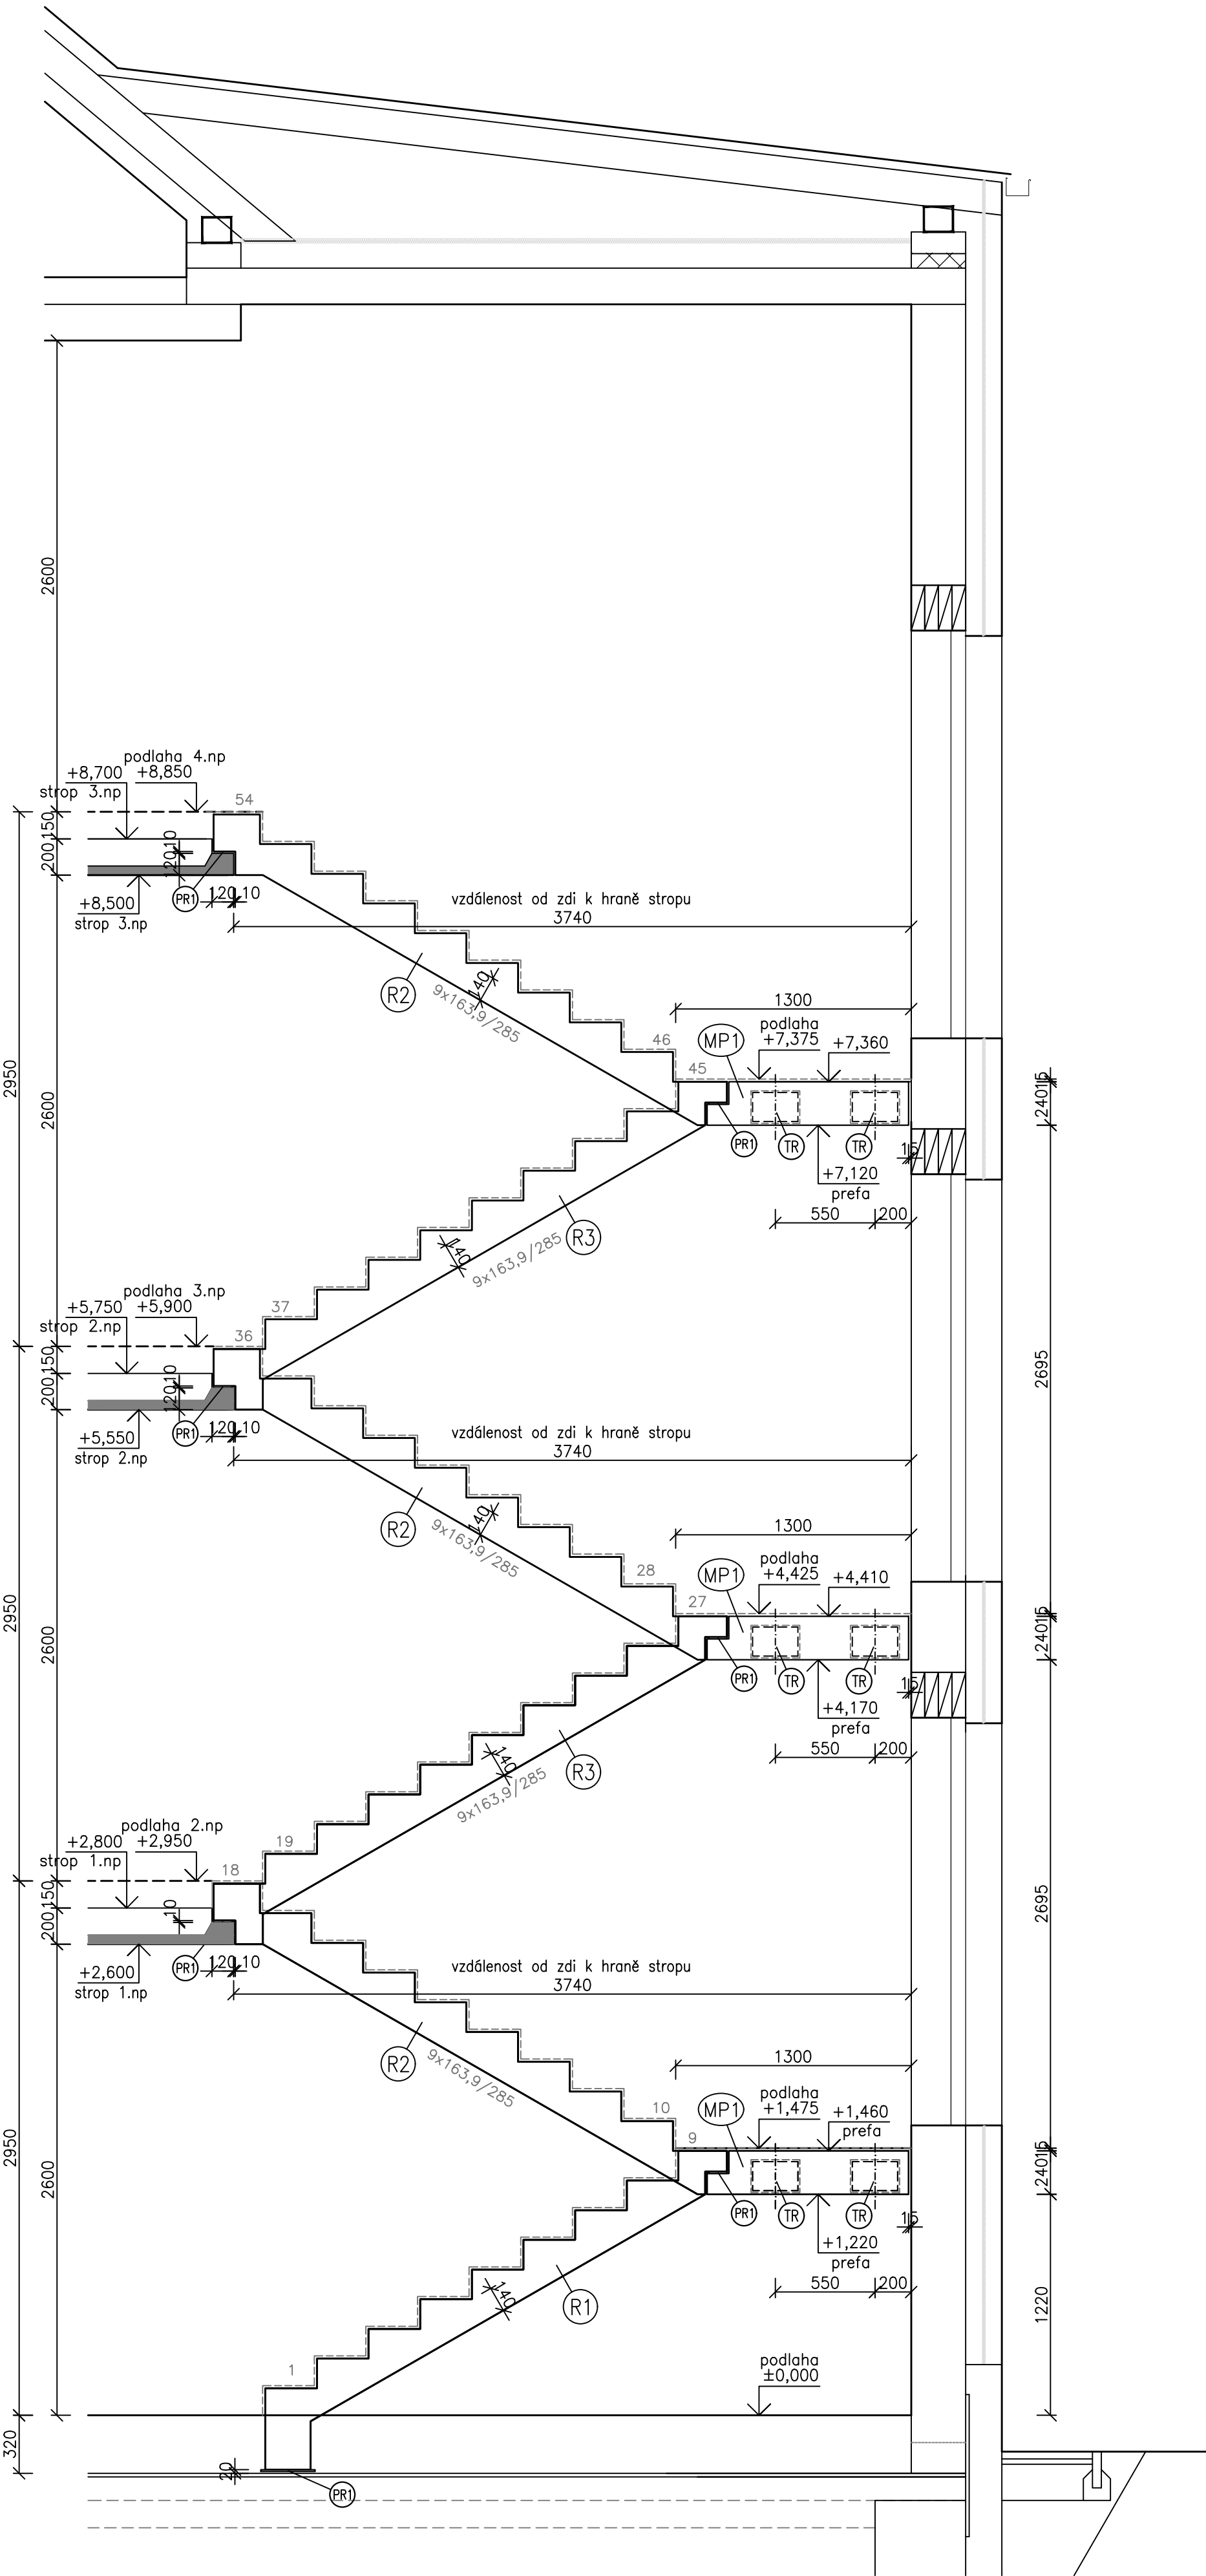 2600
podlaha 4.np
+8,700 +8,850
strop 3.np
54
150
200
10
120
PR1
120 10
+8,500
strop 3.np
vzdálenost od zdi k hraně stropu
3740
R2
140
9x163,9/285
1300
46
MP1
podlaha
+7,375
+7,360
45
2950
2600
15
240
PR1
TR
TR
15
+7,120
prefa
550
200
R3
140
9x163,9/285
podlaha 3.np
+5,750 +5,900
strop 2.np
37
36
150
200
10
120
PR1
120 10
+5,550
strop 2.np
2695
vzdálenost od zdi k hraně stropu
3740
R2
140
9x163,9/285
1300
28
MP1
podlaha
+4,425
+4,410
27
2950
2600
15
240
PR1
TR
TR
15
+4,170
prefa
550
200
R3
140
9x163,9/285
podlaha 2.np
+2,800 +2,950
strop 1.np
19
18
150
200
10
PR1
120 10
+2,600
strop 1.np
2695
vzdálenost od zdi k hraně stropu
3740
R2
9x163,9/285
1300
10
MP1
podlaha
+1,475
+1,460
prefa
9
2950
2600
15
240
PR1
TR
TR
15
+1,220
prefa
550
200
R1
140
1220
1
podlaha
±0,000
320
20
PR1